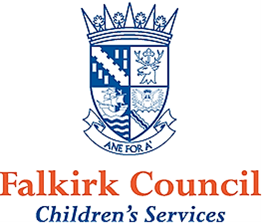 ANE FOR A'
Falkirk Council
Children's Services